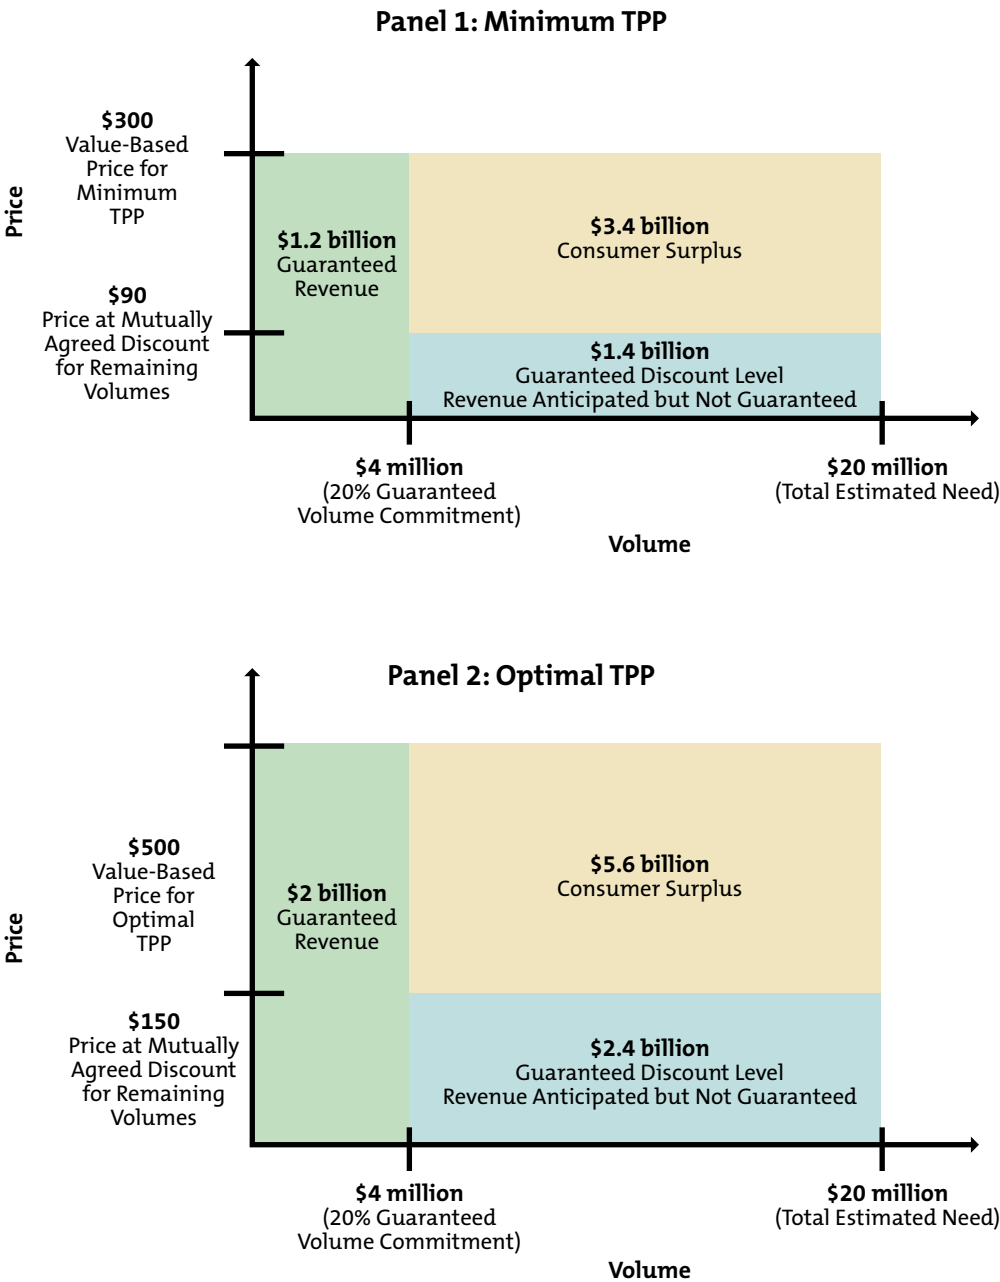 Panel 1: Minimum TPP
Price
$300
Value-Based
Price for
Minimum
TPP
$90
Price at Mutually
Agreed Discount
for Remaining
Volumes
$1.2 billion
Guaranteed
Revenue
$3.4 billion
Consumer Surplus
$1.4 billion
Guaranteed Discount Level
Revenue Anticipated but Not Guaranteed
$4 million
(20% Guaranteed
Volume Commitment)
$20 million
(Total Estimated Need)
Volume
Panel 2: Optimal TPP
Price
$500
Value-Based
Price for
Optimal
TPP
$150
Price at Mutually
Agreed Discount
for Remaining
Volumes
$2 billion
Guaranteed
Revenue
$5.6 billion
Consumer Surplus
$2.4 billion
Guaranteed Discount Level
Revenue Anticipated but Not Guaranteed
$4 million
(20% Guaranteed
Volume Commitment)
$20 million
(Total Estimated Need)
Volume